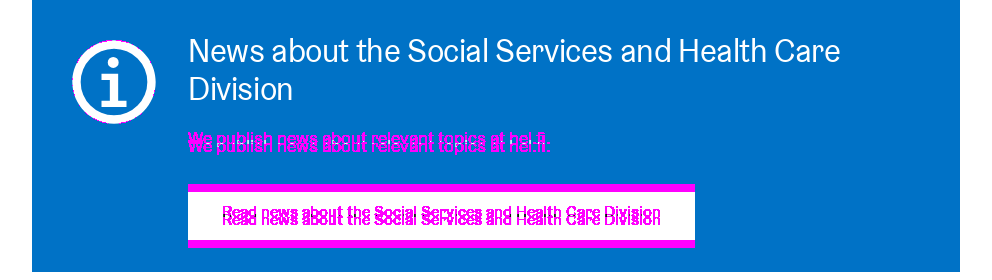 News about the Social Services and Health Care
Division
We publish news about relevant topics at hel.fi.
Read news about the Social Services and Health Care Division